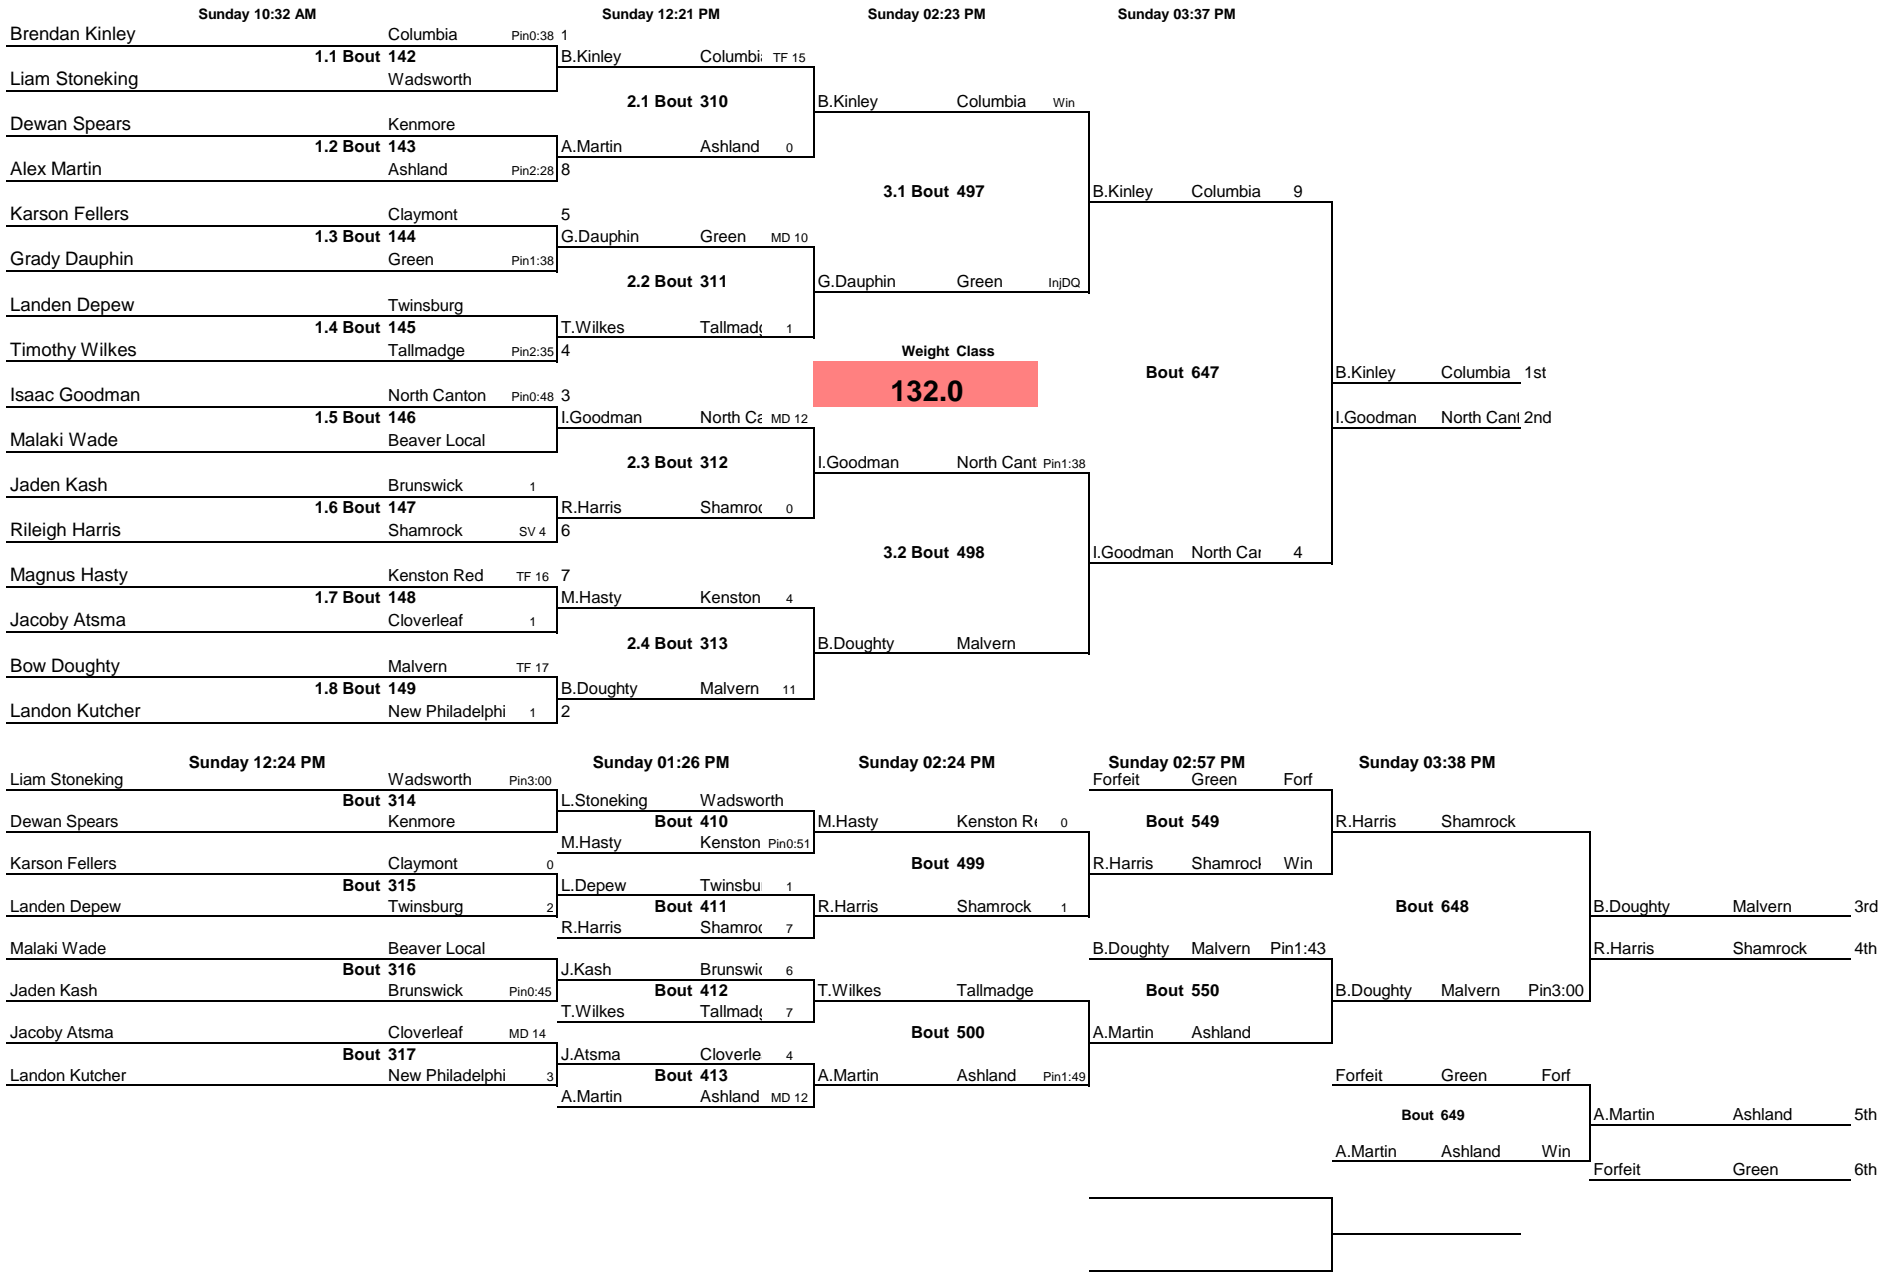 Sunday 10:32 AM Sunday 12:21 PM Sunday 02:23 PM Sunday 03:37 PM
Brendan Kinley Columbia Pin0:38 1
1.1 Bout 142 B.Kinley Columbi TF 15
Liam Stoneking Wadsworth
2.1 Bout 310 B.Kinley Columbia Win
Dewan Spears Kenmore
1.2 Bout 143 A.Martin Ashland 0
Alex Martin Ashland Pin2:28 8
3.1 Bout 497 B.Kinley Columbia 9
Karson Fellers Claymont 5
1.3 Bout 144 G.Dauphin Green MD 10
Grady Dauphin Green Pin1:38
2.2 Bout 311 G.Dauphin Green InjDQ
Landen Depew Twinsburg
1.4 Bout 145 T.Wilkes Tallmadg 1
Timothy Wilkes Tallmadge Pin2:35 4 Weight Class
Bout 647 B.Kinley Columbia 1st
Isaac Goodman North Canton Pin0:48 3 132.0
1.5 Bout 146 I.Goodman North Ca MD 12 I.Goodman North Cant 2nd
Malaki Wade Beaver Local
2.3 Bout 312 I.Goodman North Cant Pin1:38
Jaden Kash Brunswick 1
1.6 Bout 147 R.Harris Shamroc 0
Rileigh Harris Shamrock SV 4 6
3.2 Bout 498 I.Goodman North Car 4
Magnus Hasty Kenston Red TF 16 7
1.7 Bout 148 M.Hasty Kenston 4
Jacoby Atsma Cloverleaf 1
2.4 Bout 313 B.Doughty Malvern
Bow Doughty Malvern TF 17
1.8 Bout 149 B.Doughty Malvern 11
Landon Kutcher New Philadelphi 1 2
Sunday 12:24 PM Sunday 01:26 PM Sunday 02:24 PM Sunday 02:57 PM Sunday 03:38 PM
Liam Stoneking Wadsworth Pin3:00 Forfeit Green Forf
Bout 314 L.Stoneking Wadsworth
Dewan Spears Kenmore Bout 410 M.Hasty Kenston Re 0 Bout 549 R.Harris Shamrock
M.Hasty Kenston Pin0:51
Karson Fellers Claymont 0 Bout 499 R.Harris Shamrock Win
Bout 315 L.Depew Twinsbu 1
Landen Depew Twinsburg 2 Bout 411 R.Harris Shamrock 1 Bout 648 B.Doughty Malvern 3rd
R.Harris Shamroc 7
Malaki Wade Beaver Local B.Doughty Malvern Pin1:43 R.Harris Shamrock 4th
Bout 316 J.Kash Brunswic 6
Jaden Kash Brunswick Pin0:45 Bout 412 T.Wilkes Tallmadge Bout 550 B.Doughty Malvern Pin3:00
T.Wilkes Tallmadg 7
Jacoby Atsma Cloverleaf MD 14 Bout 500 A.Martin Ashland
Bout 317 J.Atsma Cloverle 4
Landon Kutcher New Philadelphi 3 Bout 413 A.Martin Ashland Pin1:49 Forfeit Green Forf
A.Martin Ashland MD 12
Bout 649 A.Martin Ashland 5th
A.Martin Ashland Win
Forfeit Green 6th